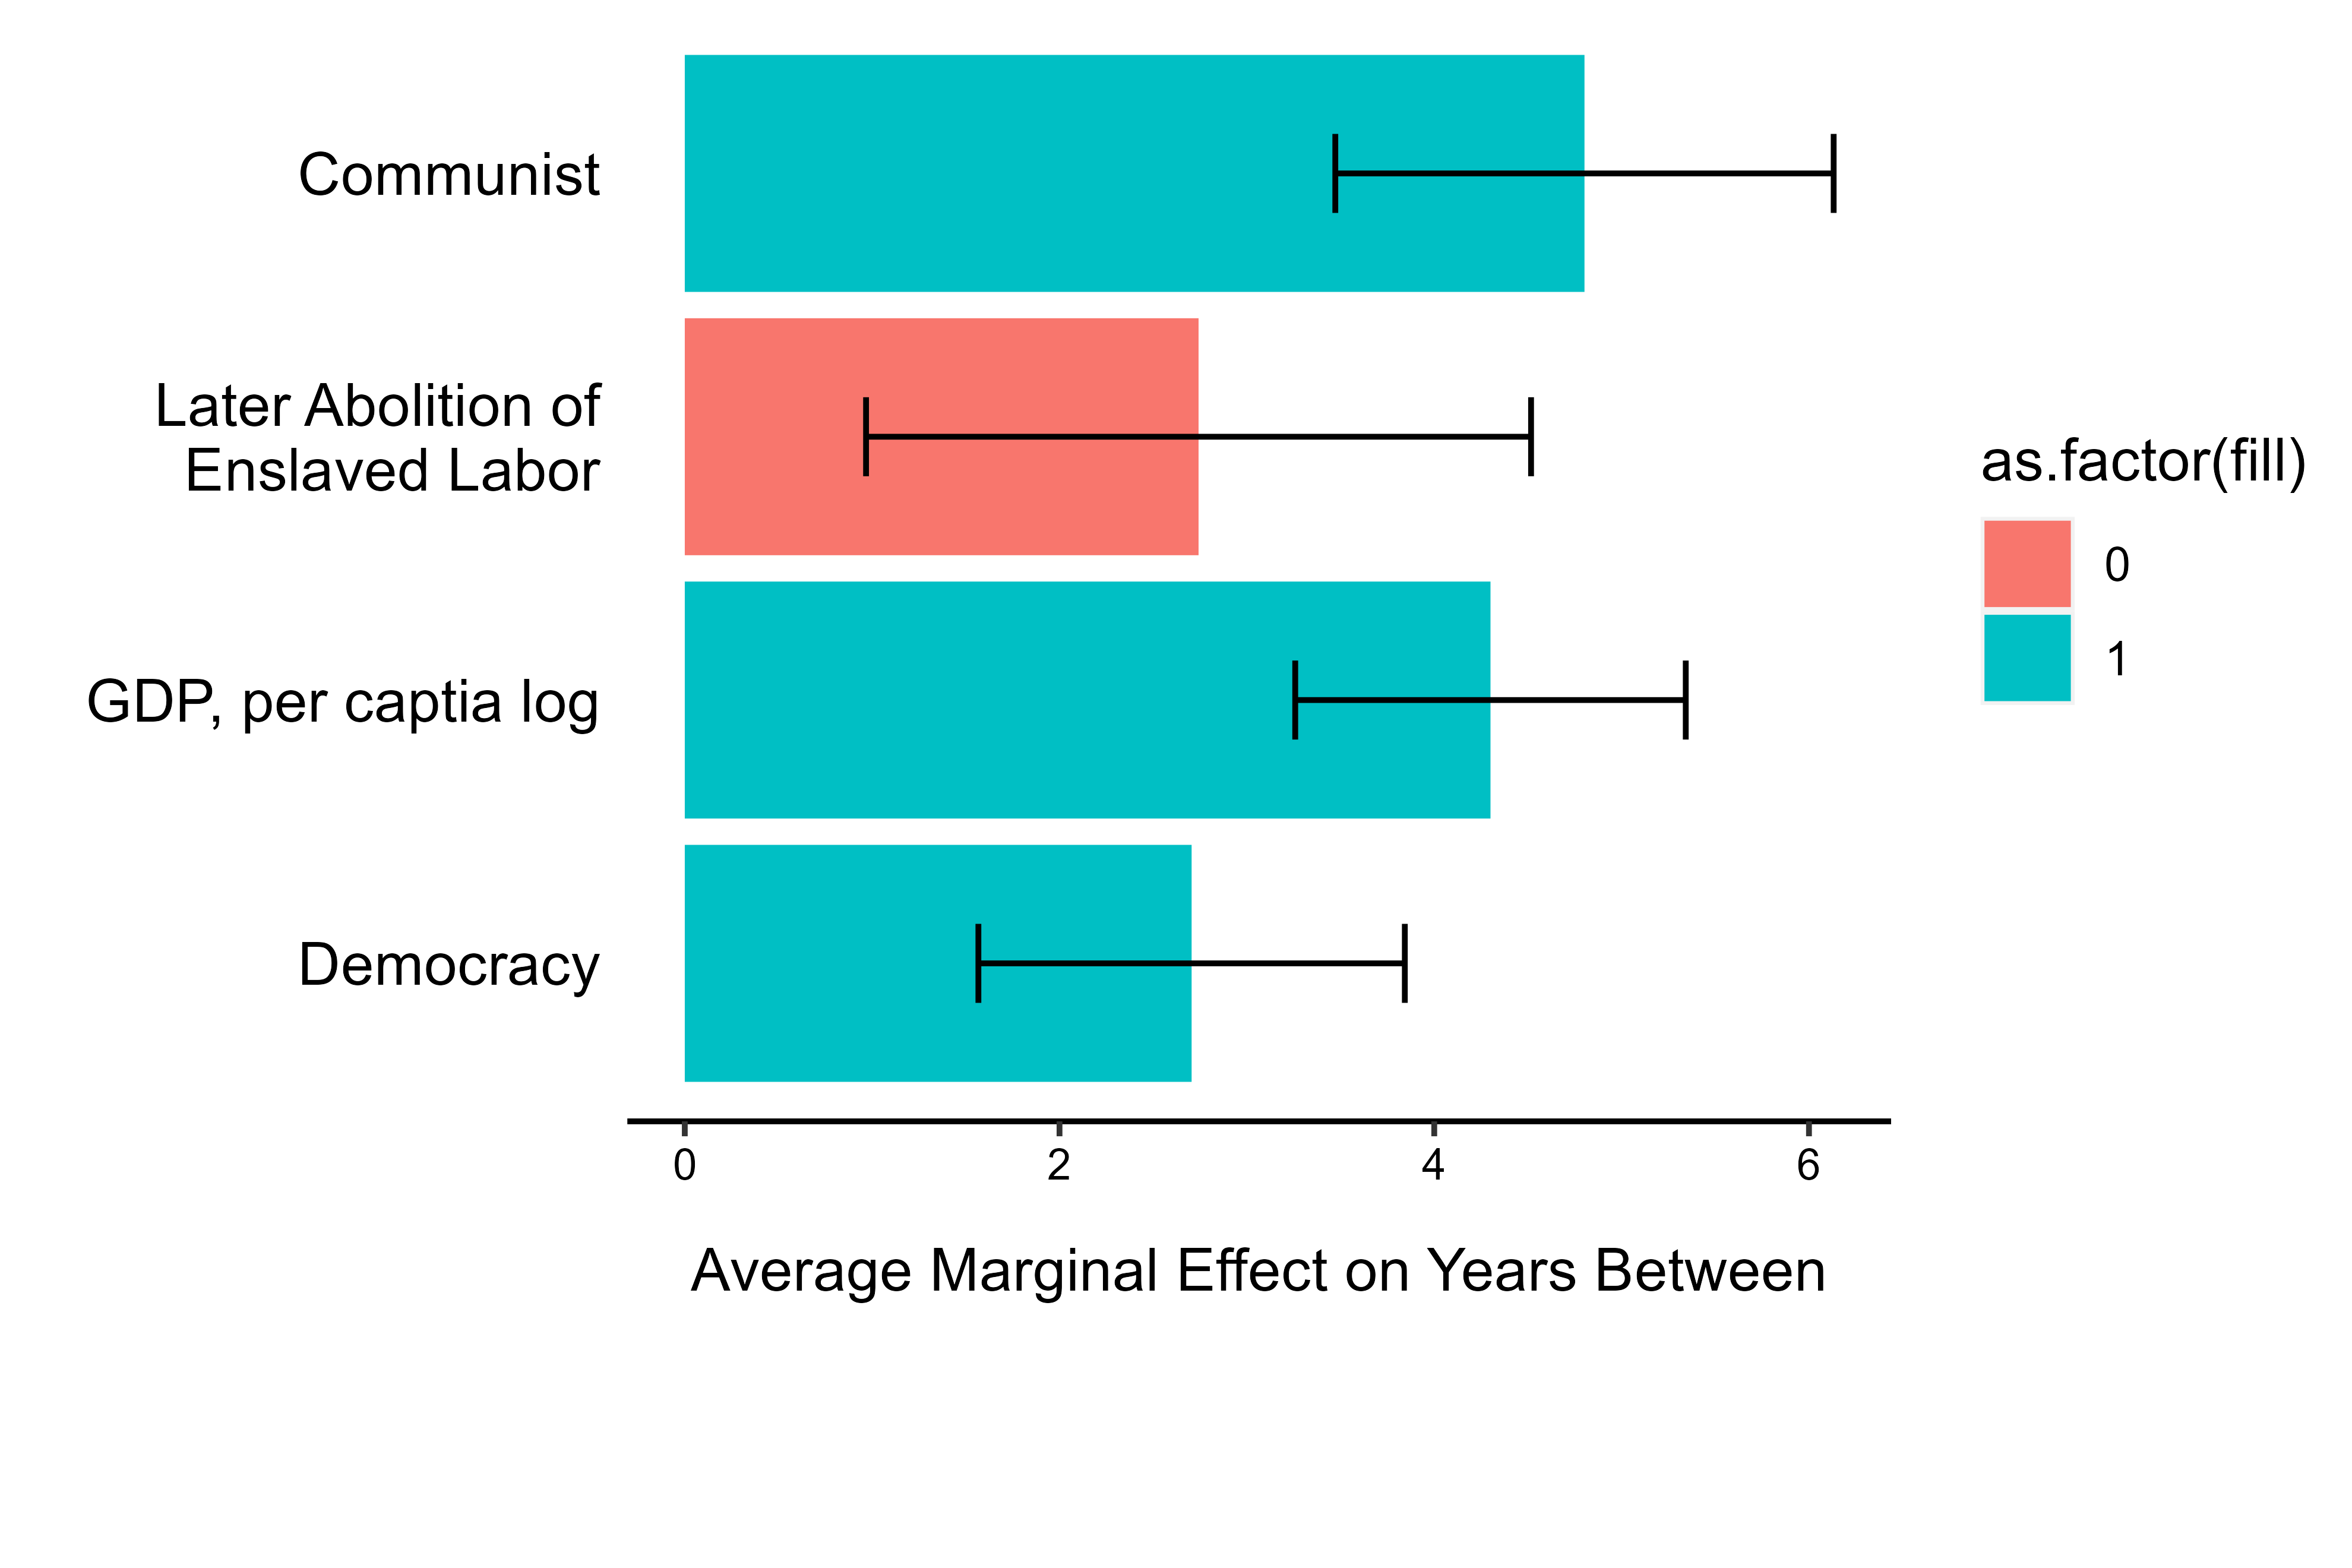 Communist
Later Abolition of
Enslaved Labor
GDP, per captia log
Democracy
0
2
4
6
Average Marginal Effect on Years Between
as.factor(fill)
0
1